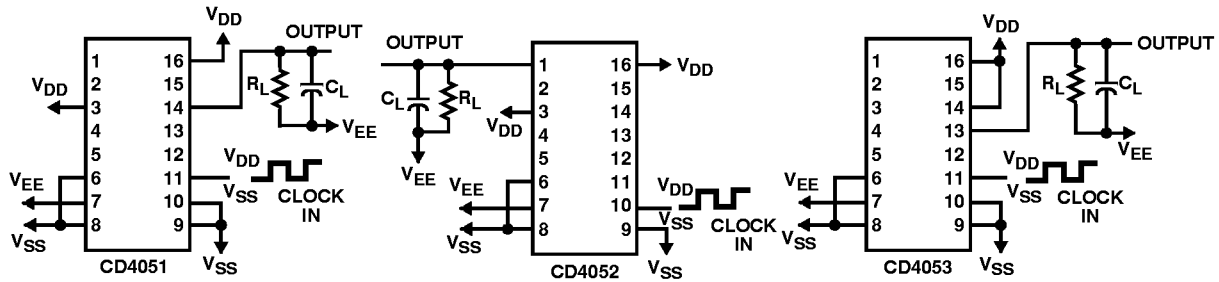 VDD
OUTPUT
1 16
2 15
VDD 3 14
4 13
5 12
6 11
VEE 7 10
8 9
VSS
RL CL
VEE
VDD
VSS
CLOCK
IN
VSS
CD4051
OUTPUT
CL RL
VEE
1 16 VDD
2 15
VDD 3 14
4 13
5 12
6 11
VEE 7 10
8 9
VSS
VDD
VSS
CLOCK
IN
VSS
CD4052
VDD
OUTPUT
1 16
2 15
3 14
4 13
5 12
6 11
VEE 7 10
8 9
VSS
RL CL
VEE
VDD
VSS
CLOCK
IN
VSS
CD4053